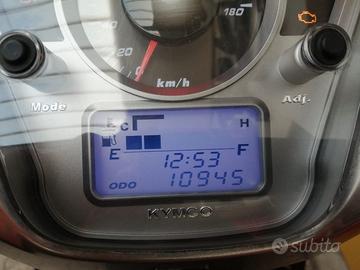 180
20
0
km/h
Mode
Adj.
C H
E F
12:53
ODO 10945
KYMCO
subito